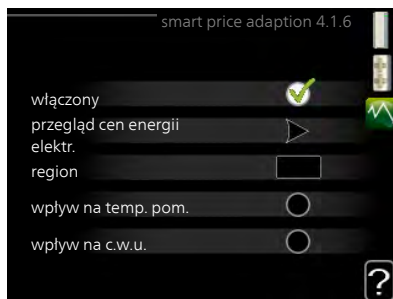 smart price adaption 4.1.6
włączony
przegląd cen energii
elektr.
region
wpływ na temp. pom.
wpływ na c.w.u.
?